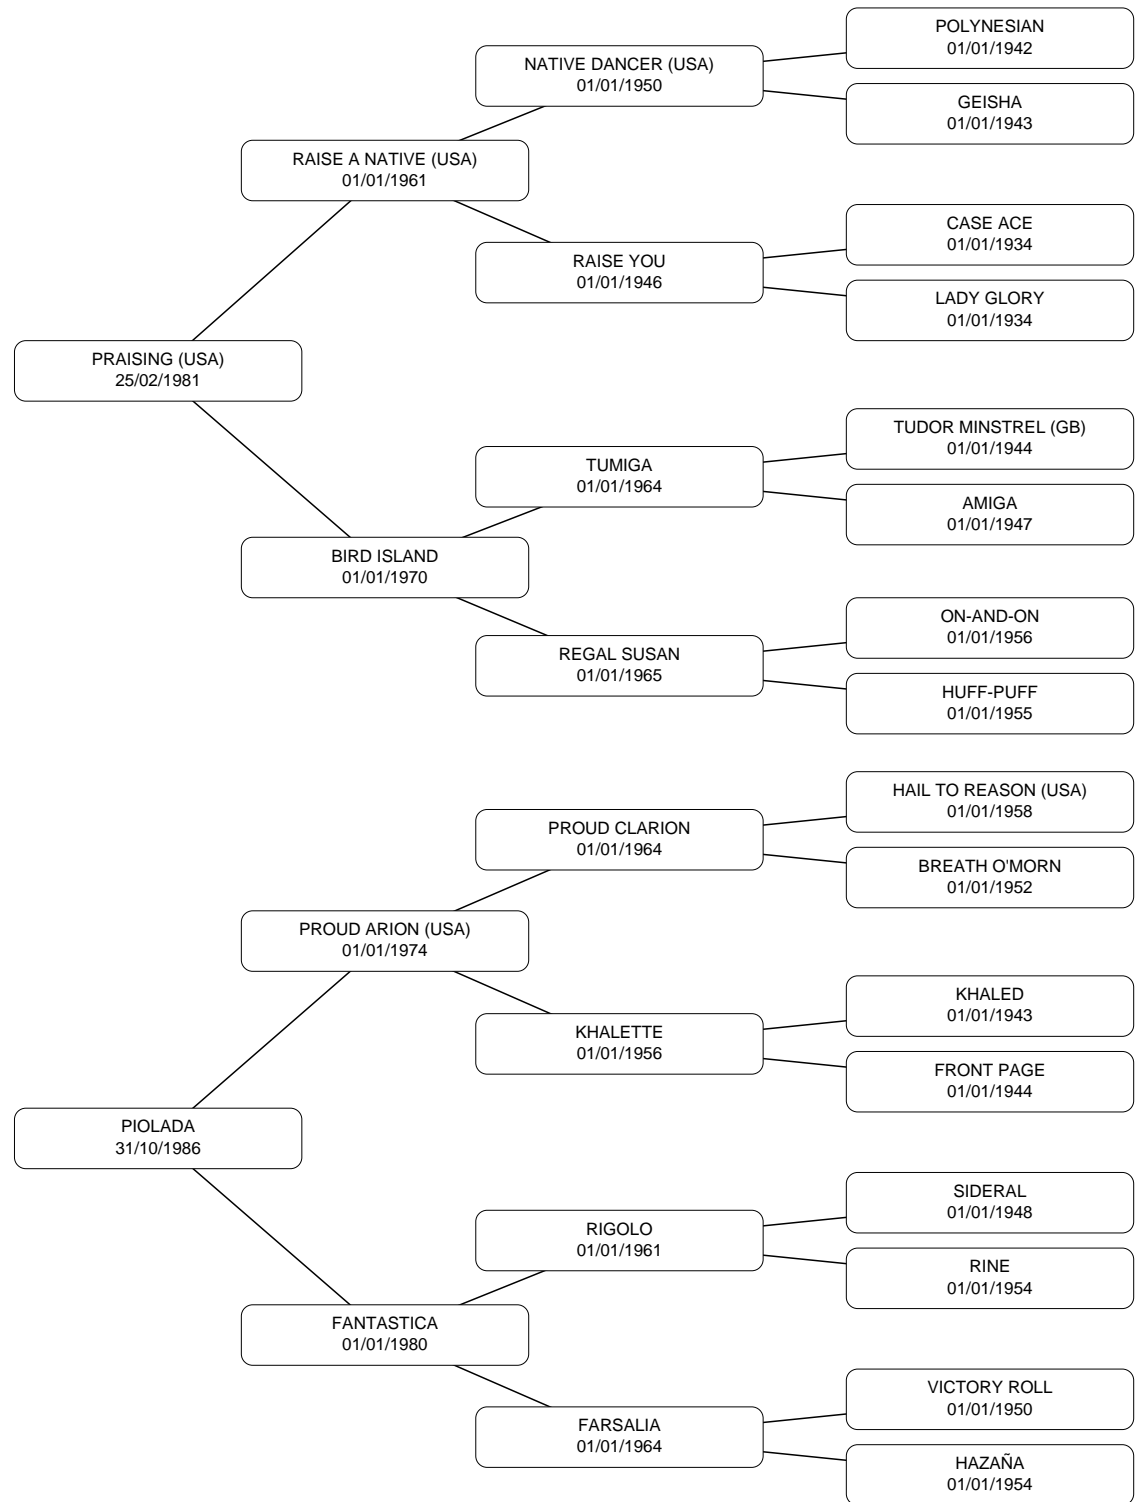 POLYNESIAN
01/01/1942
NATIVE DANCER (USA)
01/01/1950
GEISHA
01/01/1943
RAISE A NATIVE (USA)
01/01/1961
CASE ACE
01/01/1934
RAISE YOU
01/01/1946
LADY GLORY
01/01/1934
PRAISING (USA)
25/02/1981
TUDOR MINSTREL (GB)
01/01/1944
TUMIGA
01/01/1964
AMIGA
01/01/1947
BIRD ISLAND
01/01/1970
ON-AND-ON
01/01/1956
REGAL SUSAN
01/01/1965
HUFF-PUFF
01/01/1955
HAIL TO REASON (USA)
01/01/1958
PROUD CLARION
01/01/1964
BREATH O'MORN
01/01/1952
PROUD ARION (USA)
01/01/1974
KHALED
01/01/1943
KHALETTE
01/01/1956
FRONT PAGE
01/01/1944
PIOLADA
31/10/1986
SIDERAL
01/01/1948
RIGOLO
01/01/1961
RINE
01/01/1954
FANTASTICA
01/01/1980
VICTORY ROLL
01/01/1950
FARSALIA
01/01/1964
HAZAÑA
01/01/1954